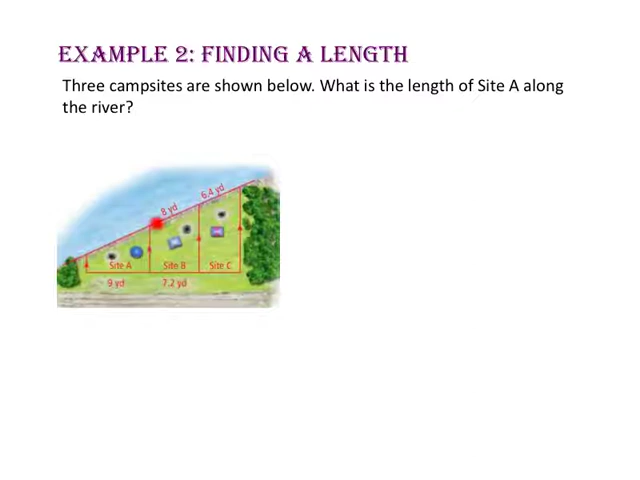 Example 2: Finding a Length
Three campsites are shown below. What is the length of Site A along
the river?
8 yd
6.4 yd
Site A
Site B
Site C
9 yd
7.2 yd